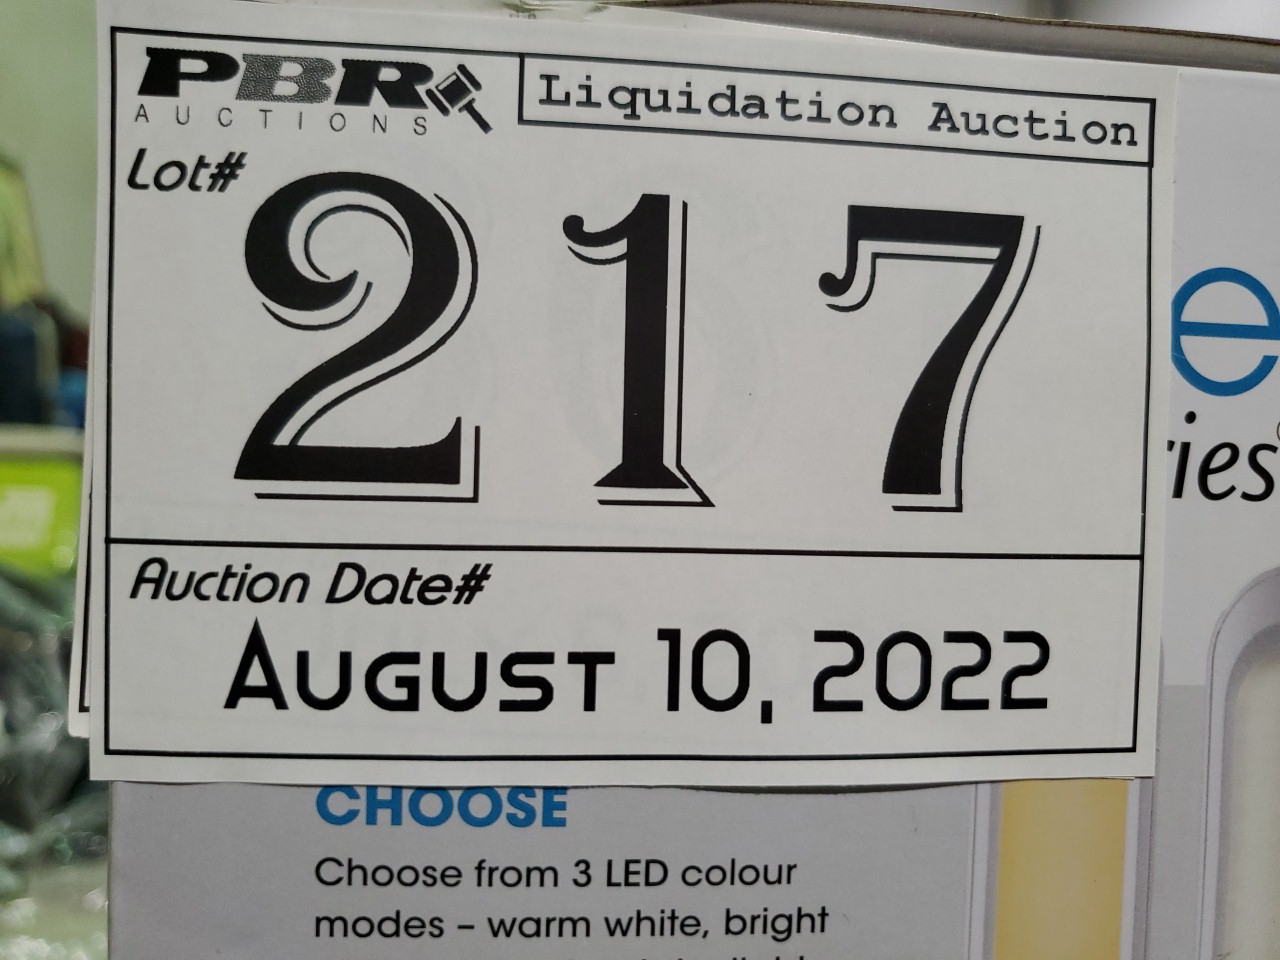 PBR
AUCTIONS
Liquidation Auction
Lot#
217
Auction Date#
August 10, 2022
e
ies
CHOOSE
Choose from 3 LED colour
modes – warm white, bright